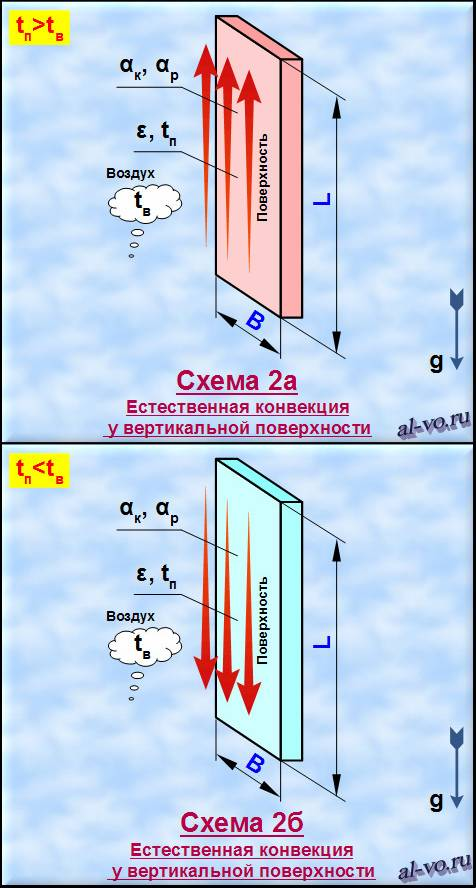 tп>tв
αк, αр
ε, tп
Воздух
tв
Поверхность
L
B
g
Схема 2а
Естественная конвекция
у вертикальной поверхности
al-vo.ru
tп<tв
αк, αр
ε, tп
Воздух
tв
Поверхность
L
B
g
Схема 2б
Естественная конвекция
у вертикальной поверхности
al-vo.ru